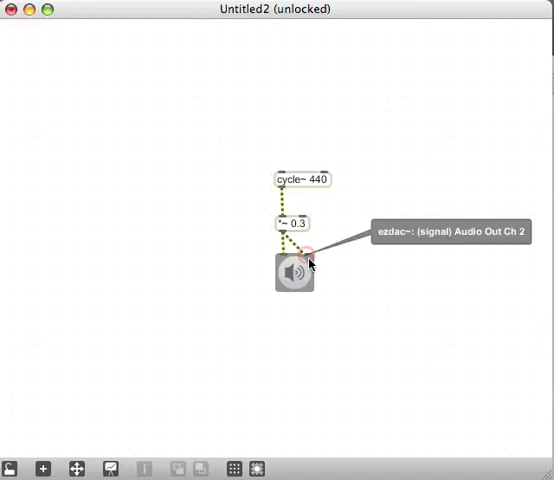 Untitled2 (unlocked)
cycle~ 440
*~ 0.3
ezdac~: (signal) Audio Out Ch 2